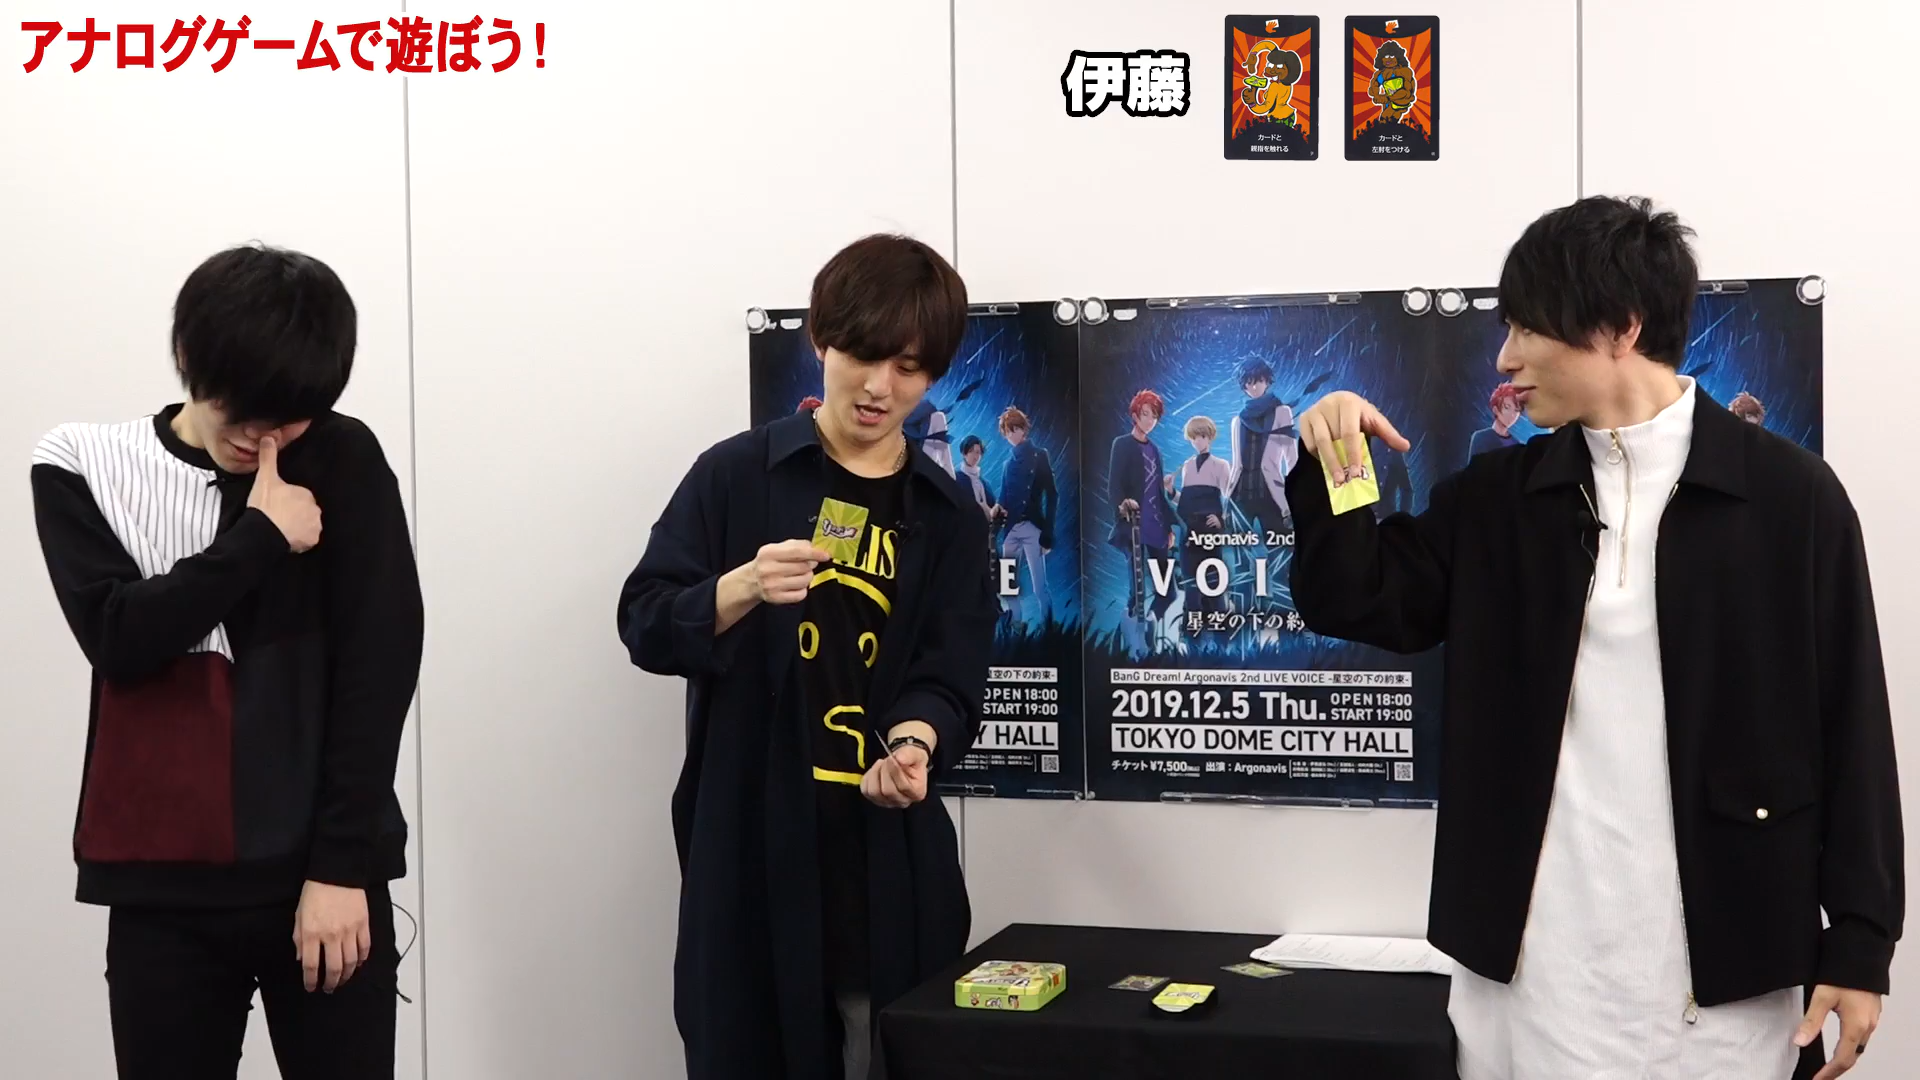 アナログゲームで遊ぼう!
伊藤
カードと
親指を触れる
カードと
左肘をつける
LIS
Argonavis 2nd
E
VOI
星空の下の約
星空の下の約束-
OPEN 18:00
START 19:00
Y HALL
BanG Dream! Argonavis 2nd LIVE VOICE -星空の下の約束-
2019.12.5 Thu. OPEN 18:00
START 19:00
TOKYO DOME CITY HALL
チケット ¥7,500 出演:Argonavis